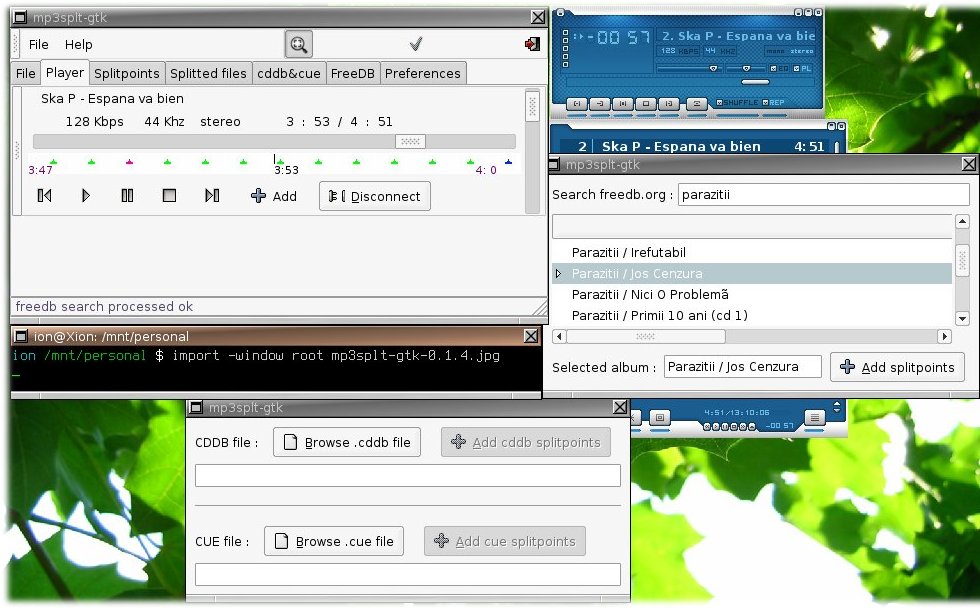 mp3splt-gtk
File Help
File Player Splitpoints Splitted files cddb&cue FreeDB Preferences
Ska P - Espana va bien
128 Kbps 44 Khz stereo 3 : 53 / 4 : 51
3:47 3:53 4: 0
Add Disconnect
freedb search processed ok
-00 57 2. Ska P - Espana va bie
128 KBPS 44 KHZ mono stereo
EQ PL
SHUFFLE REP
2 Ska P - Espana va bien 4:51
mp3splt-gtk
Search freedb.org : parazitii
Parazitii / Irefutabil
Parazitii / Jos Cenzura
Parazitii / Nici O Problemã
Parazitii / Primii 10 ani (cd 1)
Selected album : Parazitii / Jos Cenzura Add splitpoints
ion@Xion: /mnt/personal
ion /mnt/personal $ import -window root mp3splt-gtk-0.1.4.jpg
mp3splt-gtk
CDDB file : Browse .cddb file Add cddb splitpoints
CUE file : Browse .cue file Add cue splitpoints
4:51/13:10:06
-00 57